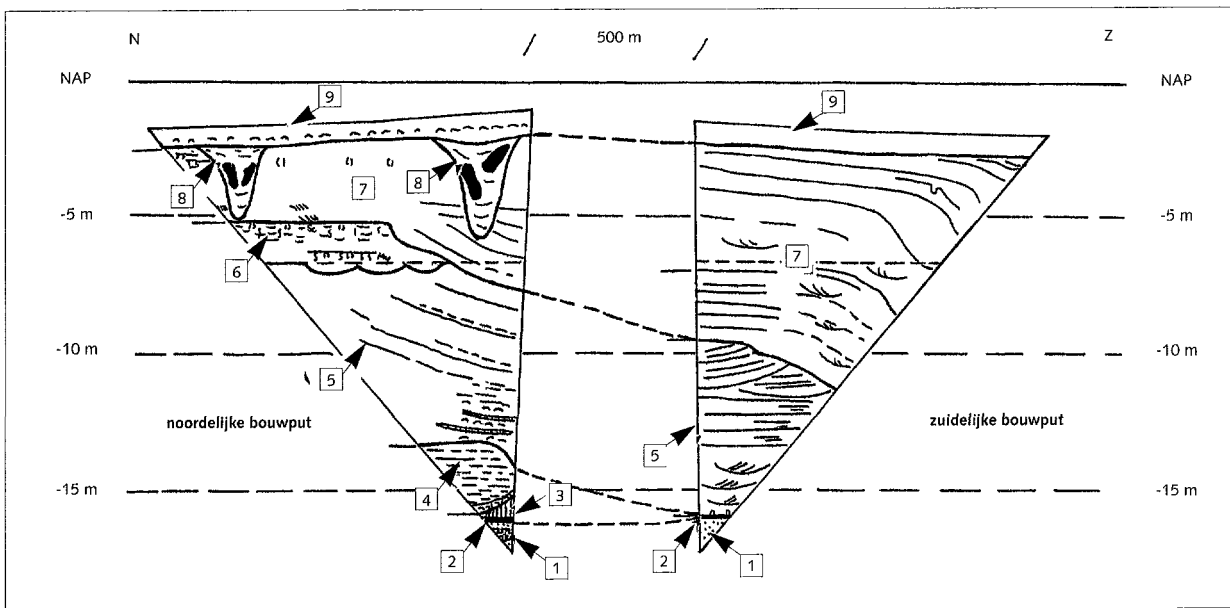 N 500 m Z
NAP NAP
9 9
8 8 7
-5 m -5 m
6 7
-10 m -10 m
5
noordelijke bouwput zuidelijke bouwput
5
4 3
-15 m -15 m
2 1 2 1